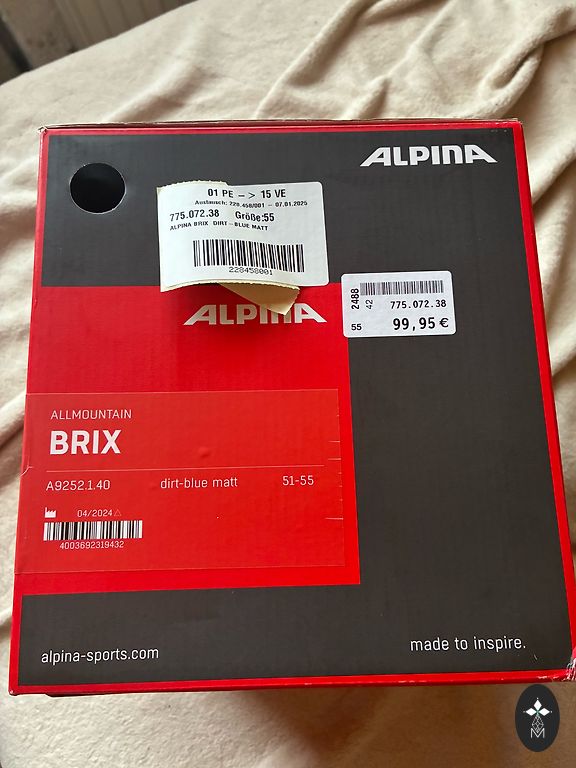 ALPINA
01 PE -> 15 VE
Austausch: 228.458/001 - 07.01.2025
775.072.38 Größe:55
ALPINA BRIX DIRT-BLUE MATT
228458001
2488
42
775.072.38
55
99,95 €
ALPINA
ALLMOUNTAIN
BRIX
A9252.1.40 dirt-blue matt 51-55
04/2024
4003692319432
alpina-sports.com
made to inspire.
M